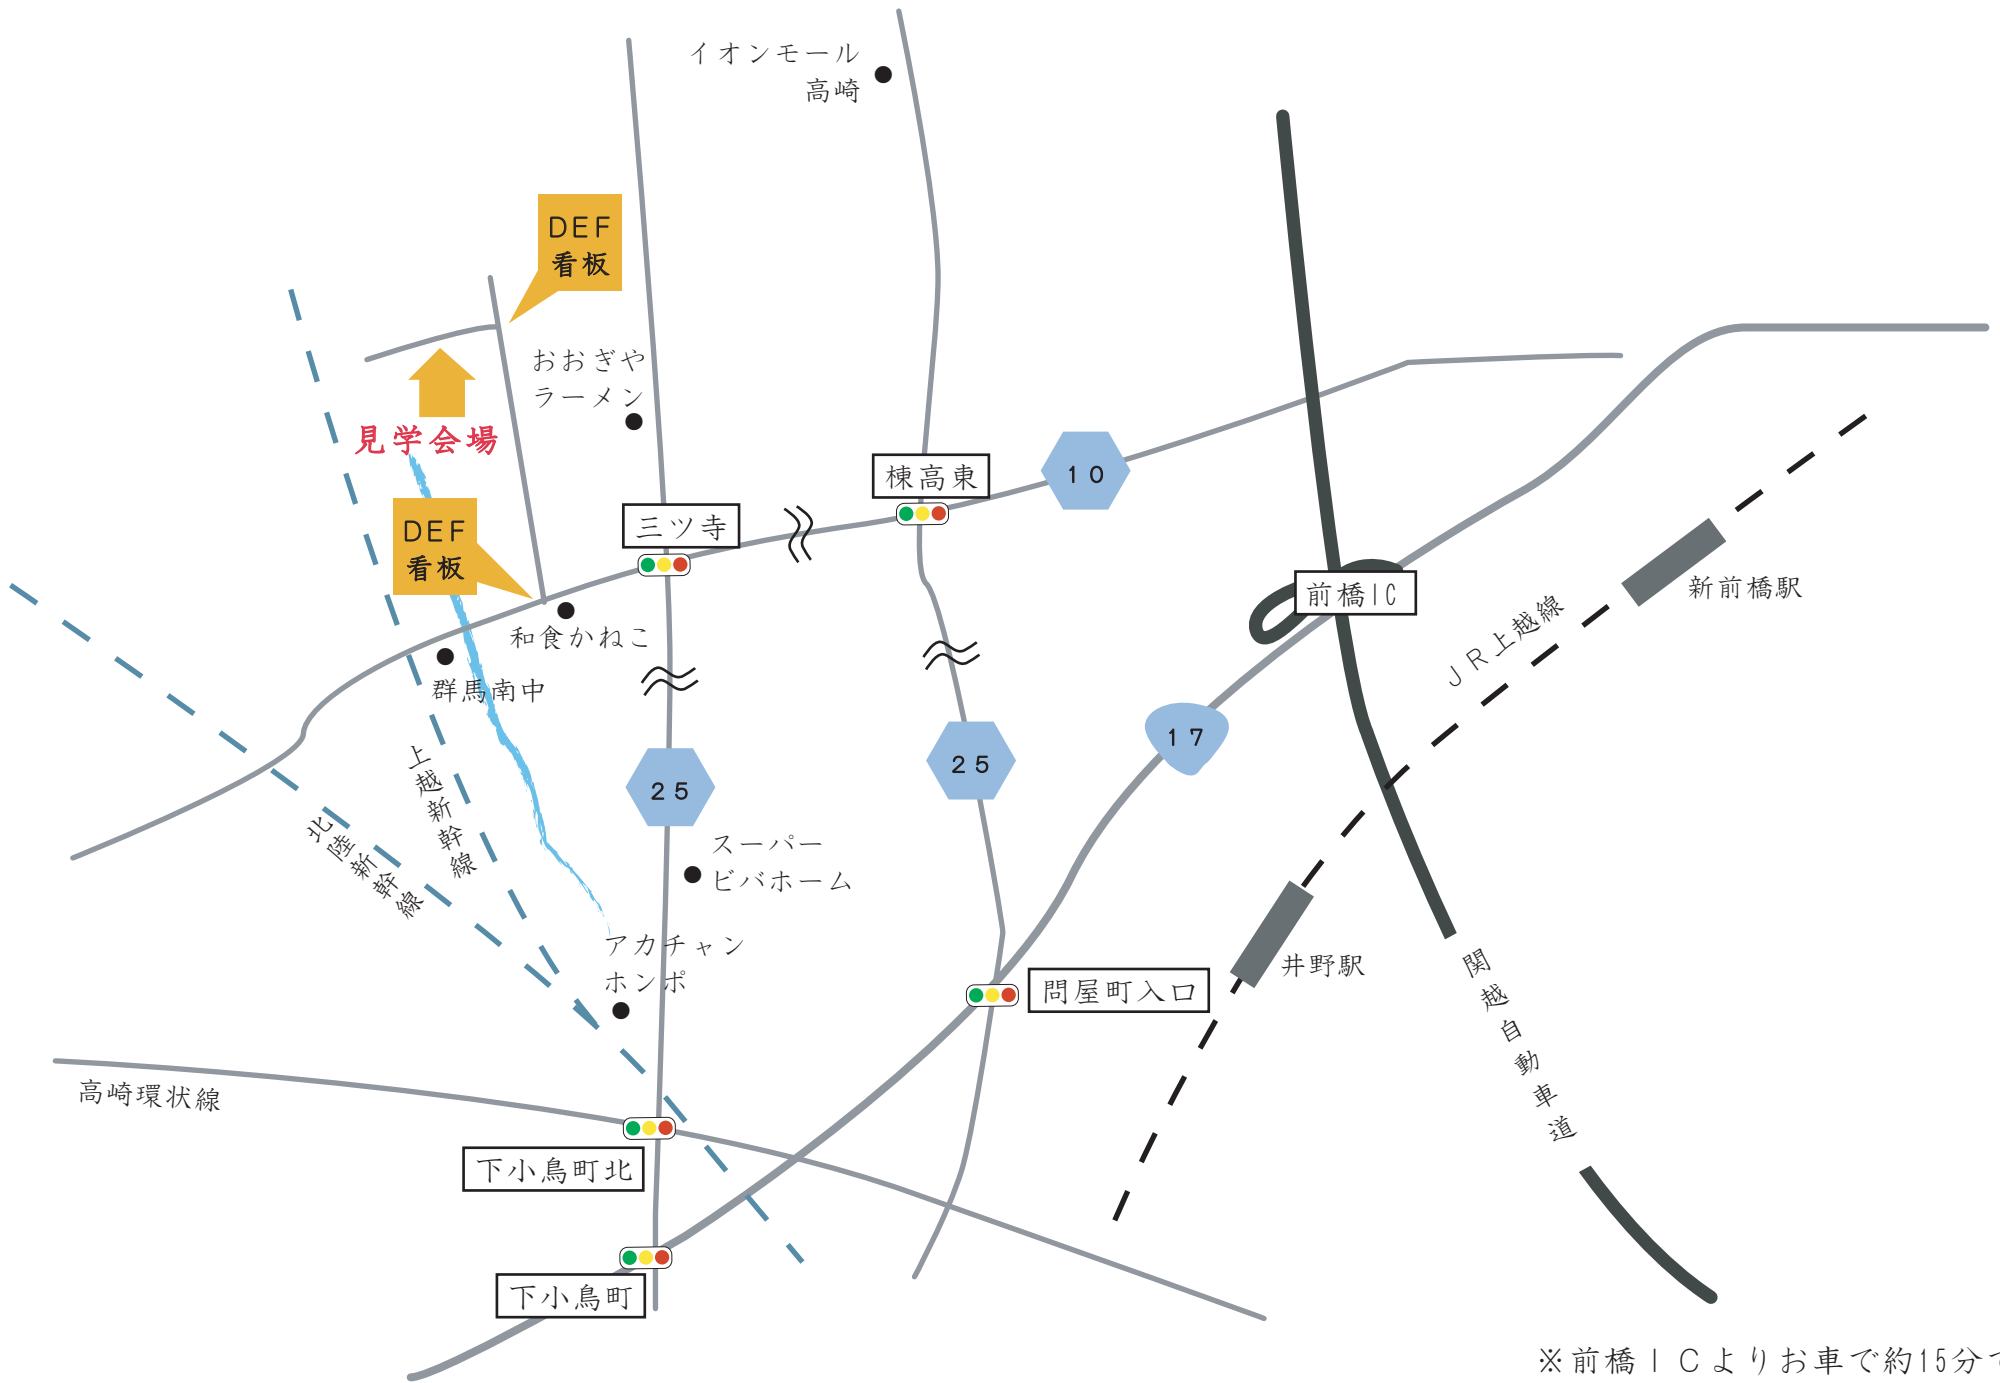 イオンモール
高崎
DEF
看板
おおぎや
ラーメン
見学会場
DEF
看板
三ツ寺
棟高東
10
和食かねこ
群馬南中
前橋IC
新前橋駅
JR上越線
17
25
25
上越新幹線
北陸新幹線
スーパー
ビバホーム
アカチャン
ホンポ
問屋町入口
井野駅
関越自動車道
高崎環状線
下小鳥町北
下小鳥町
※前橋ICよりお車で約15分